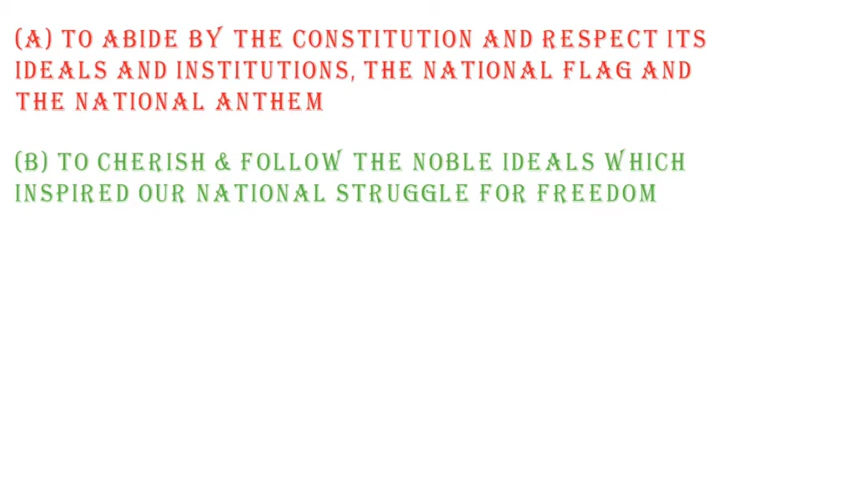 (A) TO ABIDE BY THE CONSTITUTION AND RESPECT ITS
IDEALS AND INSTITUTIONS, THE NATIONAL FLAG AND
THE NATIONAL ANTHEM
(B) TO CHERISH & FOLLOW THE NOBLE IDEALS WHICH
INSPIRED OUR NATIONAL STRUGGLE FOR FREEDOM